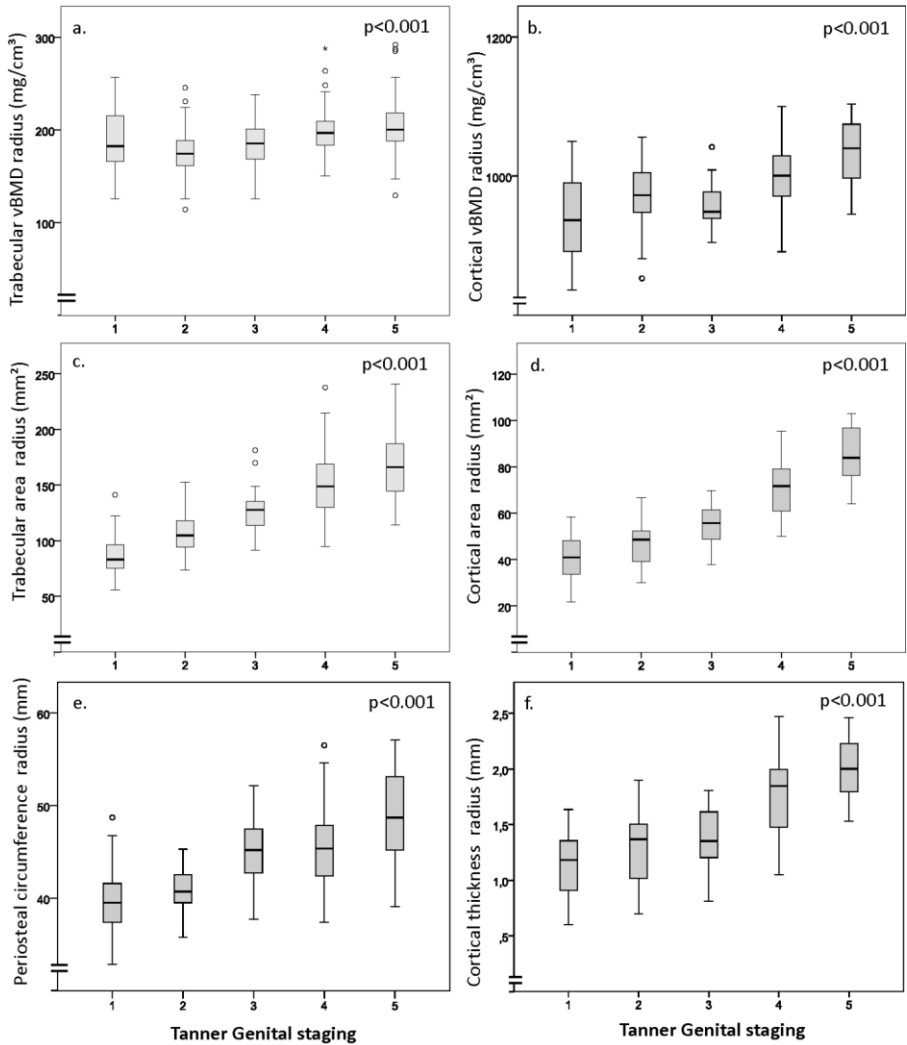 a.
p<0.001
Trabecular vBMD radius (mg/cm³)
300
200
100
1 2 3 4 5
b.
p<0.001
Cortical vBMD radius (mg/cm³)
1200
1000
1 2 3 4 5
c.
p<0.001
Trabecular area radius (mm²)
250
200
150
100
50
1 2 3 4 5
d.
p<0.001
Cortical area radius (mm²)
120
100
80
60
40
20
1 2 3 4 5
e.
p<0.001
Periosteal circumference radius (mm)
60
50
40
1 2 3 4 5
Tanner Genital staging
f.
p<0.001
Cortical thickness radius (mm)
2,5
2,0
1,5
1,0
,5
1 2 3 4 5
Tanner Genital staging